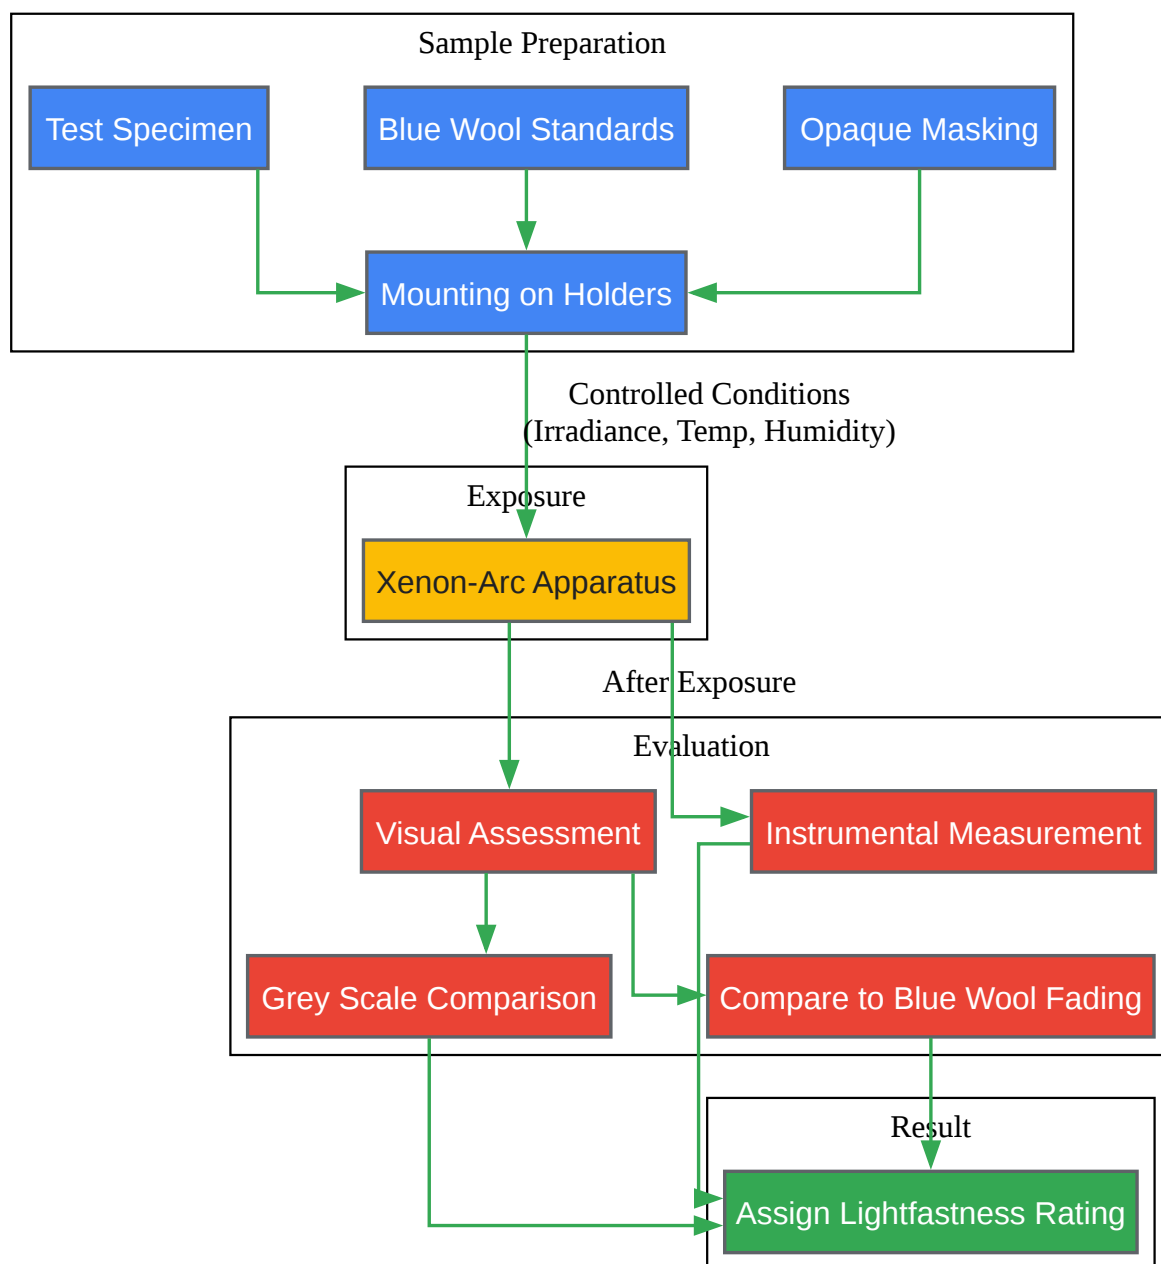 Sample Preparation
Test Specimen
Blue Wool Standards
Opaque Masking
Mounting on Holders
Controlled Conditions
(Irradiance, Temp, Humidity)
Exposure
Xenon-Arc Apparatus
After Exposure
Evaluation
Visual Assessment
Instrumental Measurement
Grey Scale Comparison
Compare to Blue Wool Fading
Result
Assign Lightfastness Rating